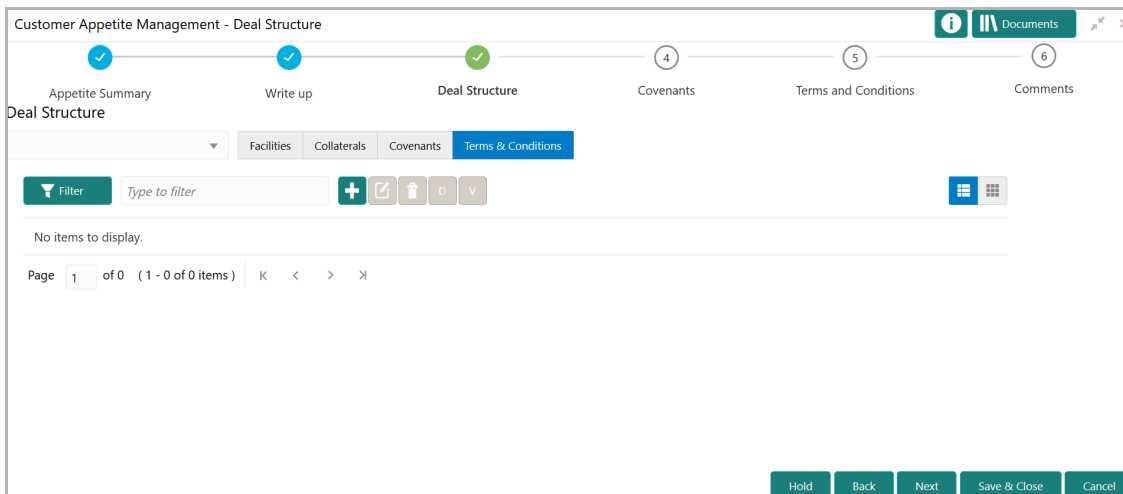 Customer Appetite Management - Deal Structure
i Documents
4 5 6
Appetite Summary Write up Deal Structure Covenants Terms and Conditions Comments
Deal Structure
Facilities Collaterals Covenants Terms & Conditions
Filter Type to filter D V
No items to display.
Page 1 of 0 ( 1 - 0 of 0 items )
Hold Back Next Save & Close Cancel